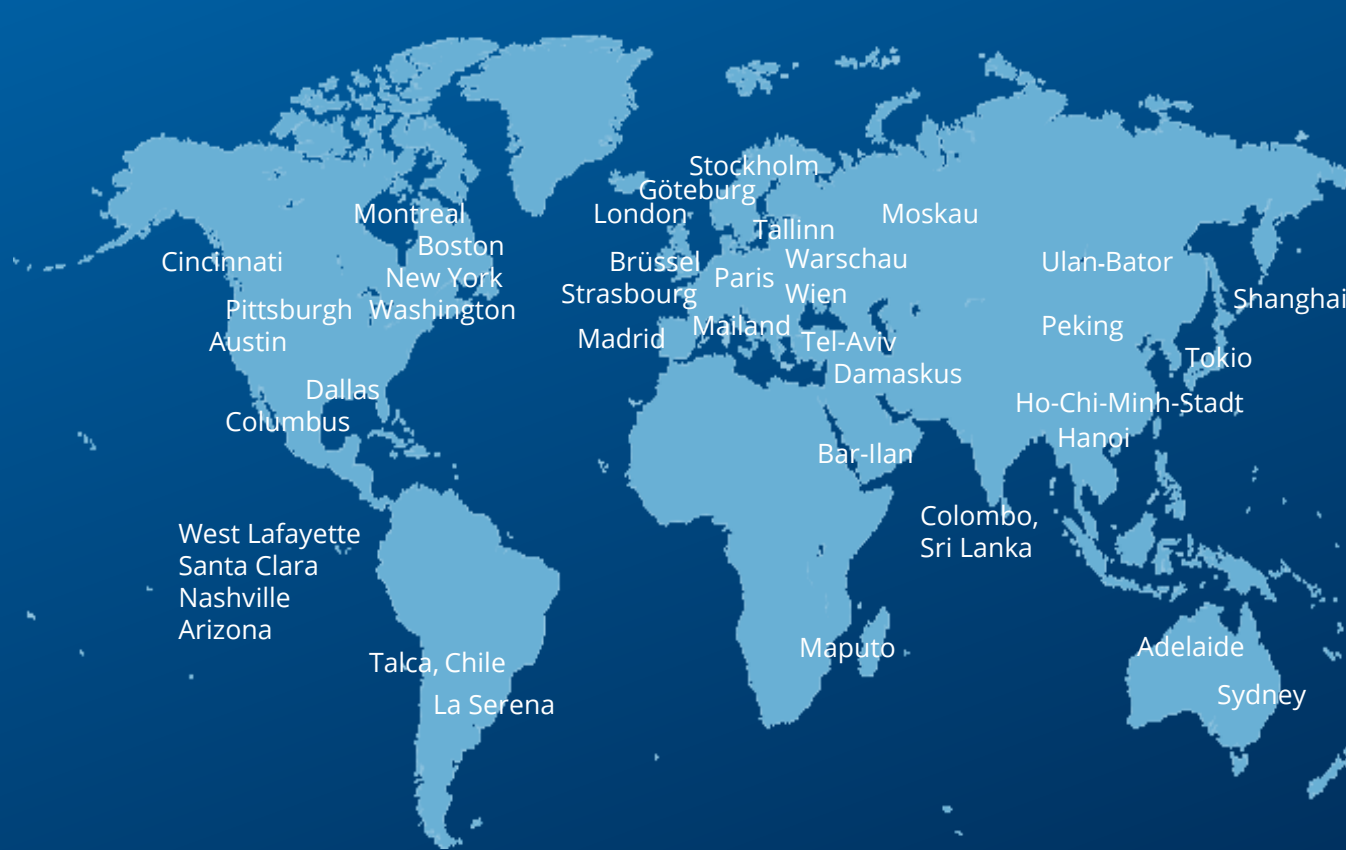 Stockholm
Göteburg
Montreal
London
Moskau
Tallinn
Boston
Cincinnati
Brüssel
Warschau
Ulan-Bator
New York
Paris
Strasbourg
Wien
Shanghai
Pittsburgh
Washington
Mailand
Peking
Austin
Madrid
Tel-Aviv
Tokio
Damaskus
Dallas
Ho-Chi-Minh-Stadt
Columbus
Hanoi
Bar-Ilan
Colombo,
Sri Lanka
West Lafayette
Santa Clara
Nashville
Arizona
Maputo
Adelaide
Talca, Chile
Sydney
La Serena